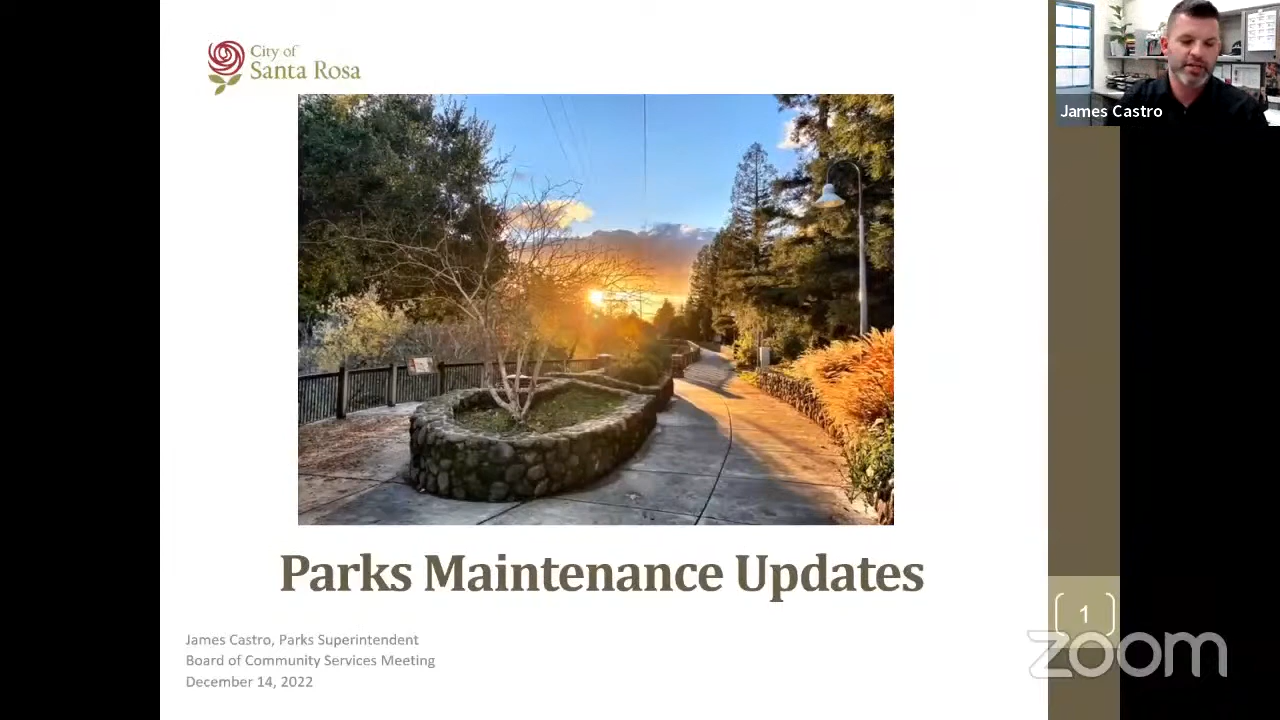 City of
Santa Rosa
James Castro
Parks Maintenance Updates
James Castro, Parks Superintendent
Board of Community Services Meeting
December 14, 2022
1
zoom